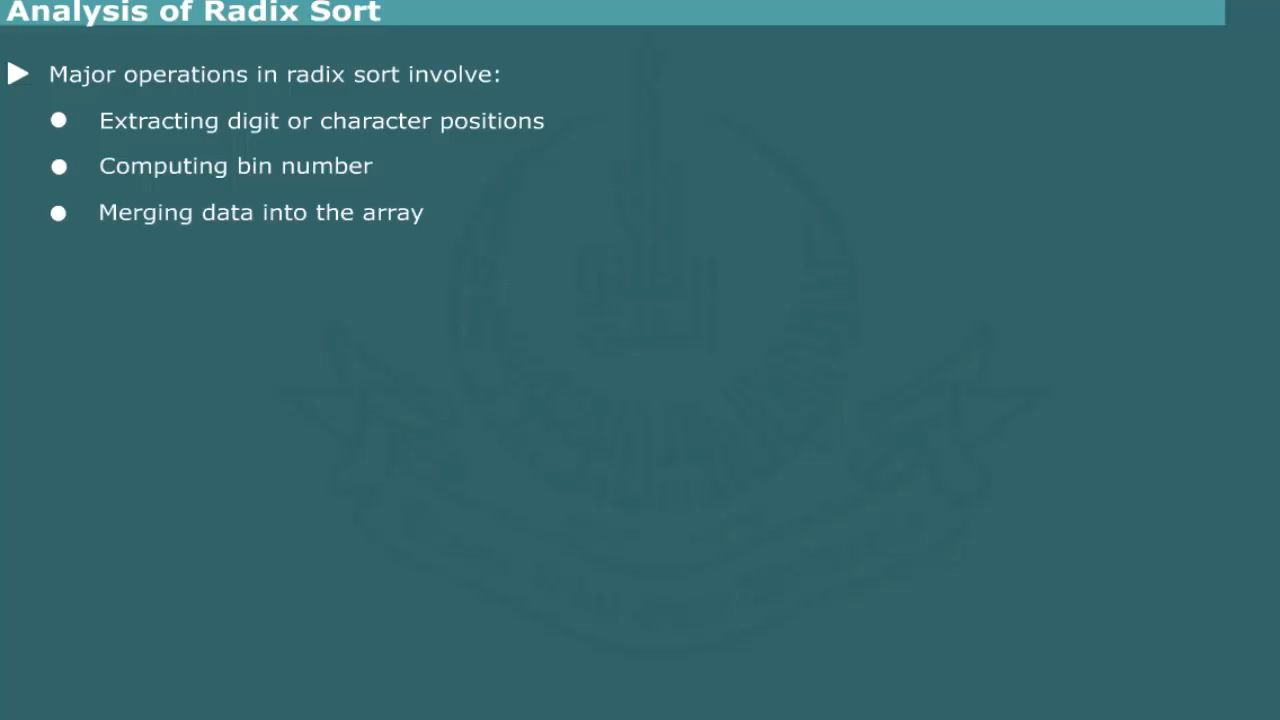 Analysis of Radix Sort
Major operations in radix sort involve:
Extracting digit or character positions
Computing bin number
Merging data into the array